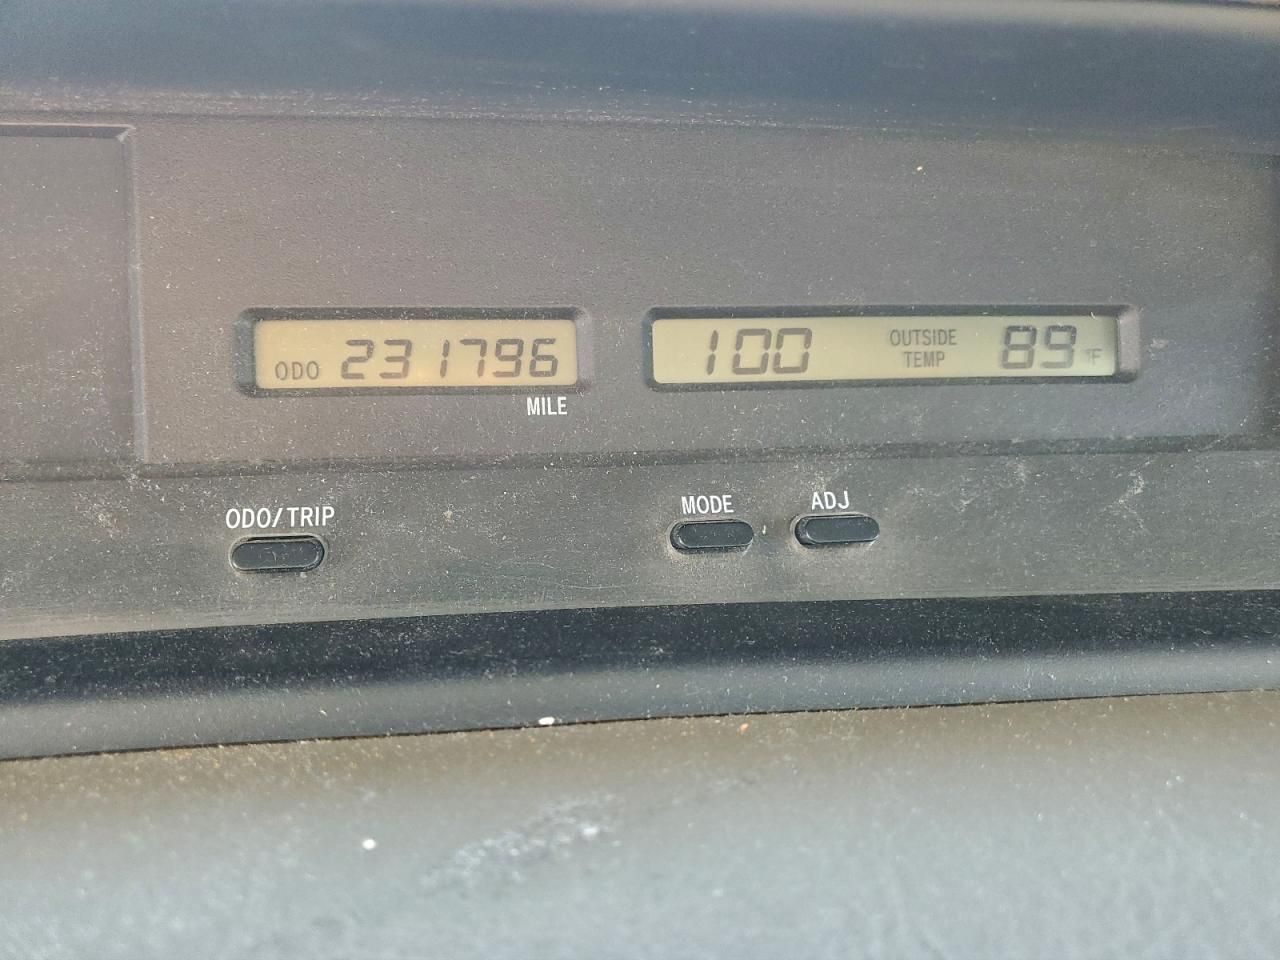 ODO 231796
MILE
100 OUTSIDE TEMP 89 °F
ODO/TRIP
MODE
ADJ